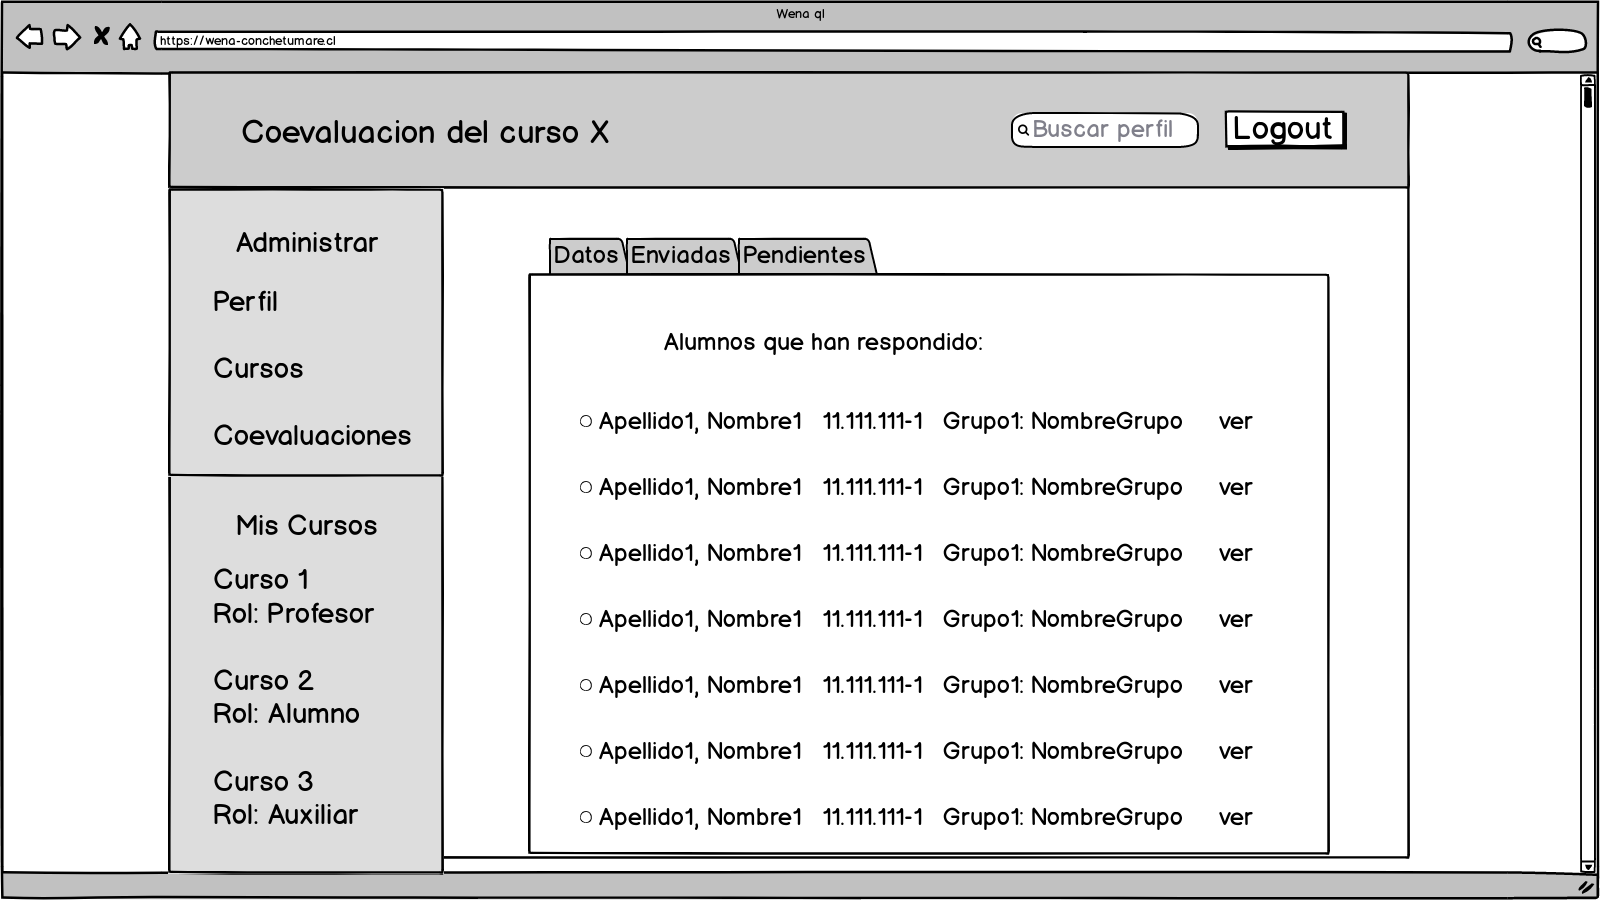 Wena ql
https://wena-conchetumare.cl
Coevaluacion del curso X
Buscar perfil
Logout
Administrar
Perfil
Cursos
Coevaluaciones
Mis Cursos
Curso 1
Rol: Profesor
Curso 2
Rol: Alumno
Curso 3
Rol: Auxiliar
Datos Enviadas Pendientes
Alumnos que han respondido:
Apellido1, Nombre1 11.111.111-1 Grupo1: NombreGrupo ver
Apellido1, Nombre1 11.111.111-1 Grupo1: NombreGrupo ver
Apellido1, Nombre1 11.111.111-1 Grupo1: NombreGrupo ver
Apellido1, Nombre1 11.111.111-1 Grupo1: NombreGrupo ver
Apellido1, Nombre1 11.111.111-1 Grupo1: NombreGrupo ver
Apellido1, Nombre1 11.111.111-1 Grupo1: NombreGrupo ver
Apellido1, Nombre1 11.111.111-1 Grupo1: NombreGrupo ver